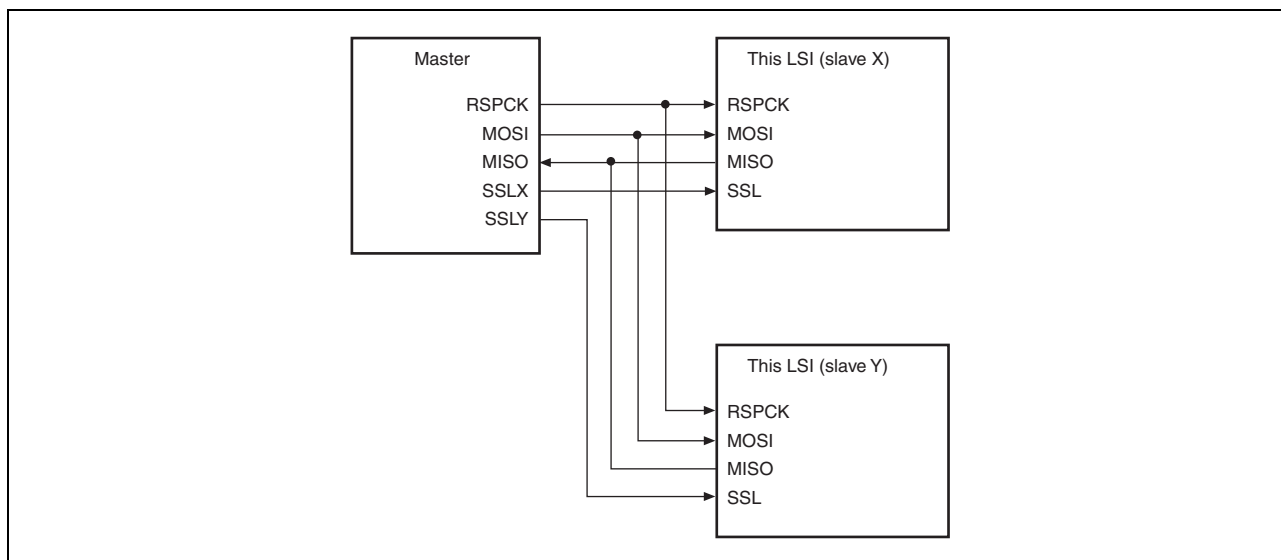 Master
RSPCK
MOSI
MISO
SSLX
SSLY
This LSI (slave X)
RSPCK
MOSI
MISO
SSL
This LSI (slave Y)
RSPCK
MOSI
MISO
SSL